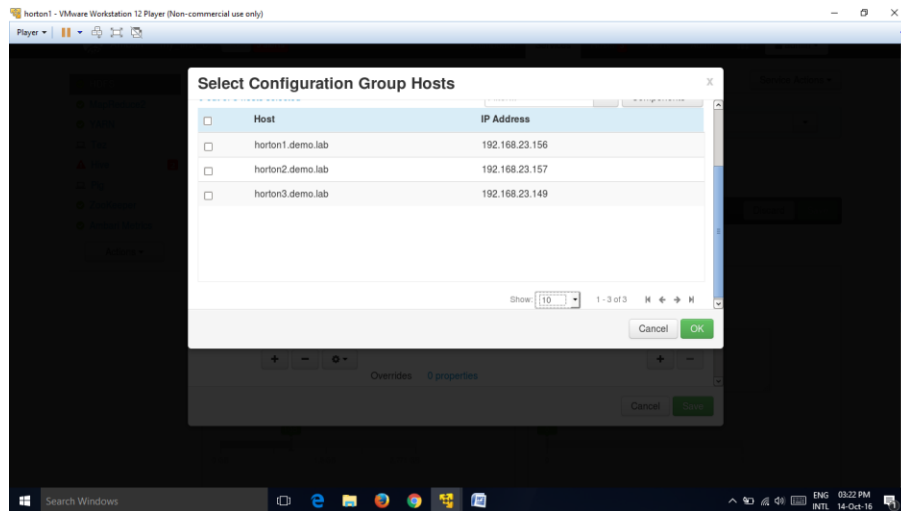 horton1 - VMware Workstation 12 Player (Non-commercial use only)
Player
Select Configuration Group Hosts
X
Host IP Address
horton1.demo.lab 192.168.23.156
horton2.demo.lab 192.168.23.157
horton3.demo.lab 192.168.23.149
Show: 10 1 - 3 of 3
Cancel OK
Overrides 0 properties
Cancel Save
Search Windows
ENG 03:22 PM
INTL 14-Oct-16